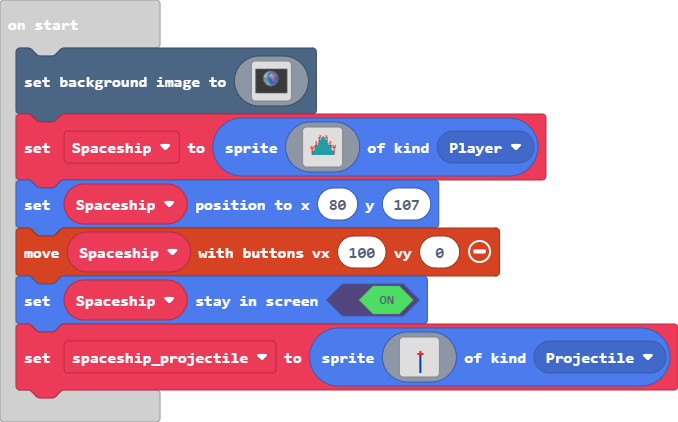 on start
set background image to
set Spaceship to sprite of kind Player
set Spaceship position to x 80 y 107
move Spaceship with buttons vx 100 vy 0
set Spaceship stay in screen ON
set spaceship_projectile to sprite of kind Projectile